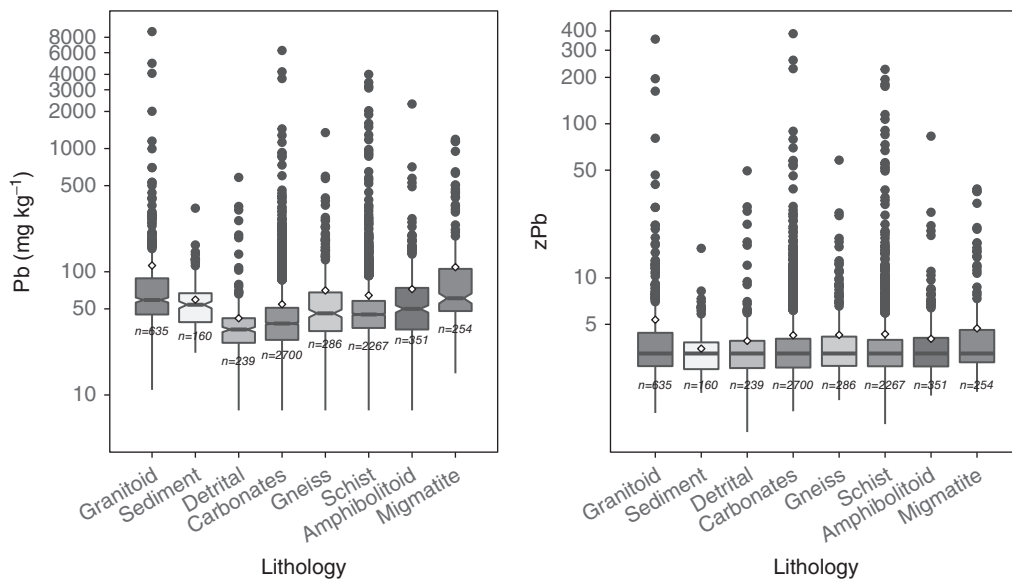 8000
6000
4000
3000
2000
1000
500
100
50
10
Pb (mg kg⁻¹)
n=635
n=160
n=239
n=2700
n=286
n=2267
n=351
n=254
Granitoid
Sediment
Detrital
Carbonates
Gneiss
Schist
Amphibolitoid
Migmatite
Lithology
400
300
200
100
50
10
5
zPb
n=635
n=160
n=239
n=2700
n=286
n=2267
n=351
n=254
Granitoid
Sediment
Detrital
Carbonates
Gneiss
Schist
Amphibolitoid
Migmatite
Lithology